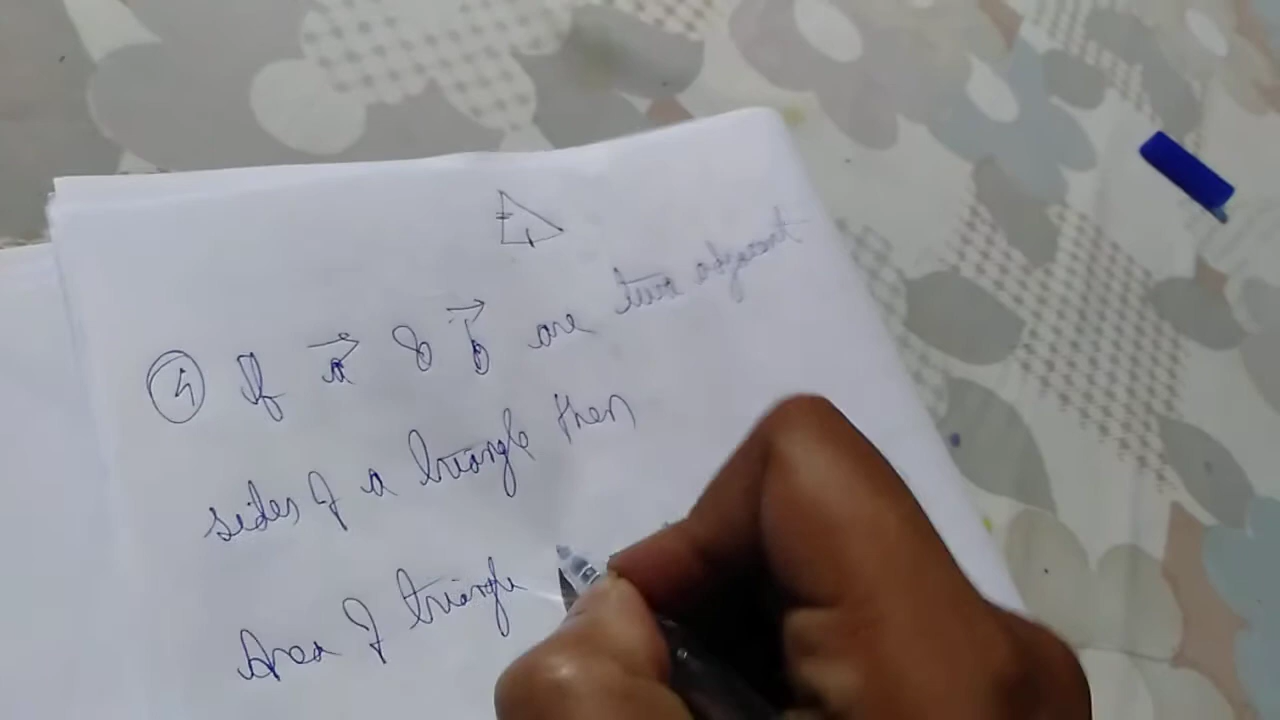 ④ If a⃗ & b⃗ are two adjacent
sides of a triangle then
Area of triangle